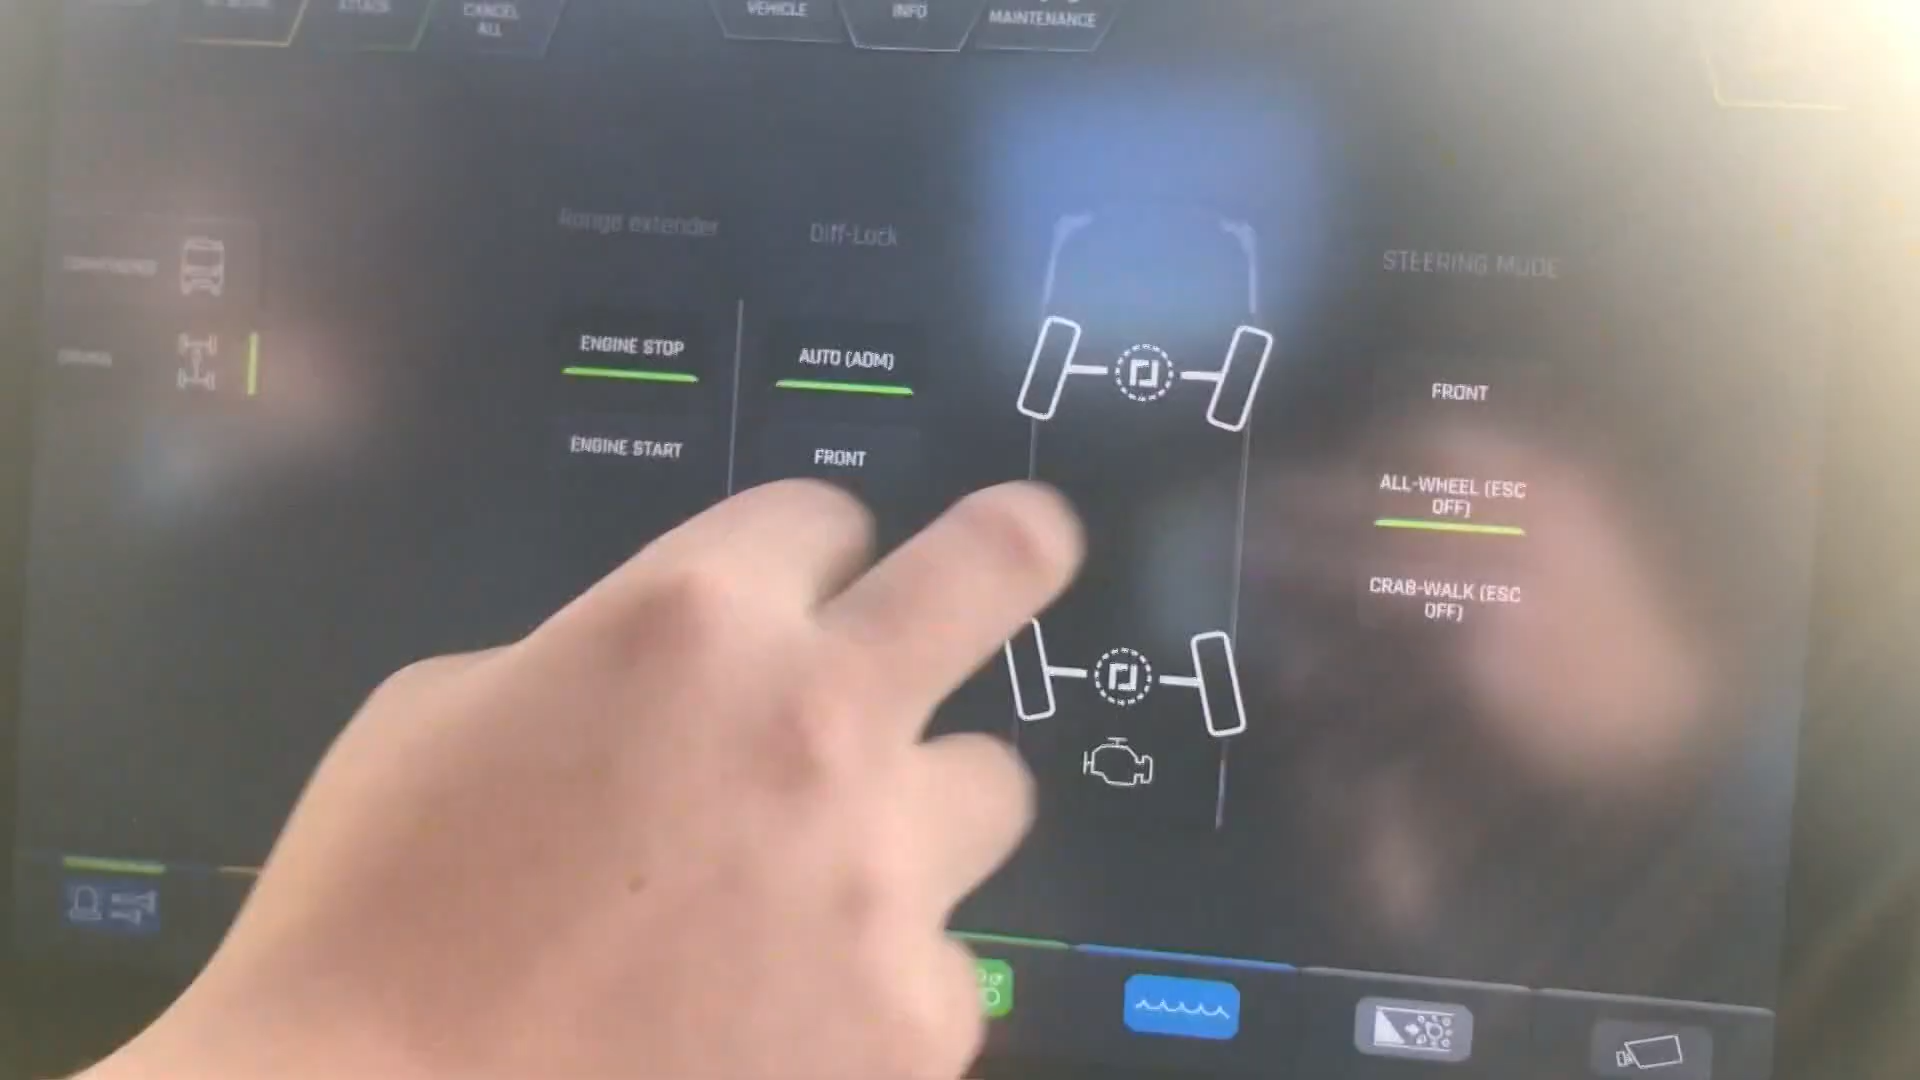 CANCEL
ALL
VEHICLE
INFO
MAINTENANCE
Range extender
Diff-Lock
STEERING MODE
ENGINE STOP
AUTO (ADM)
FRONT
ENGINE START
FRONT
ALL-WHEEL (ESC
OFF)
CRAB-WALK (ESC
OFF)